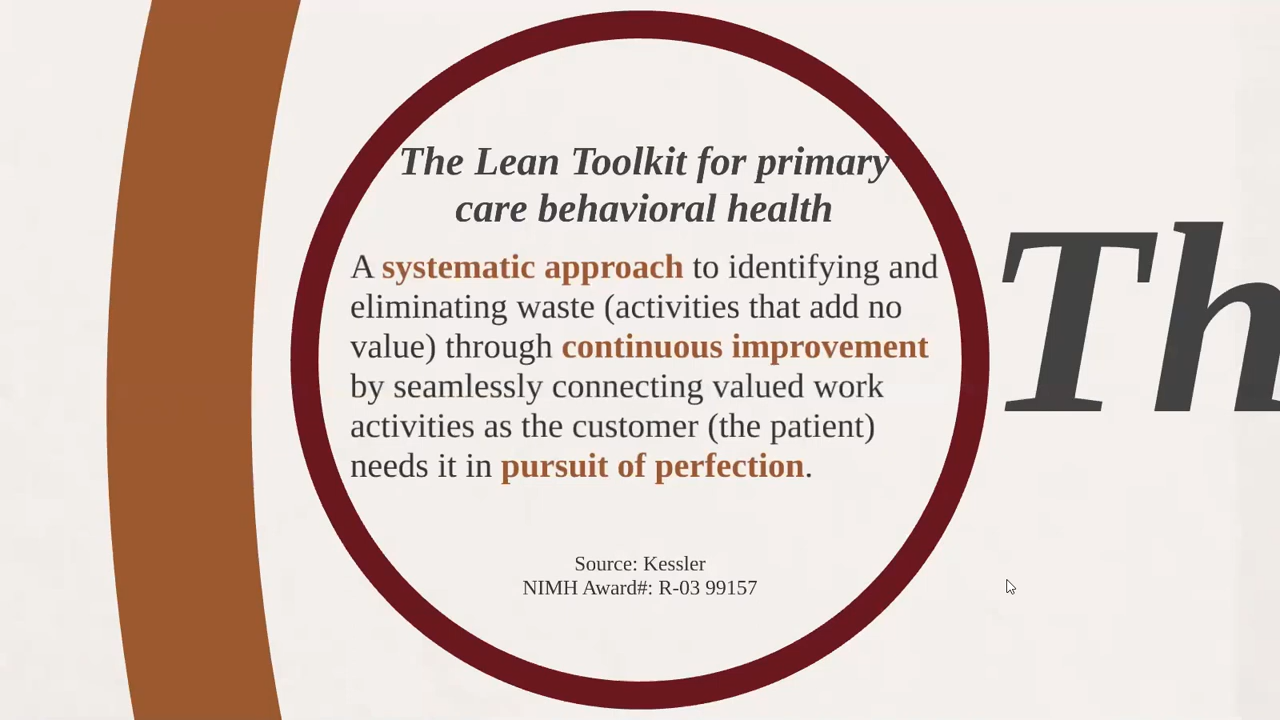 The Lean Toolkit for primary
care behavioral health
A systematic approach to identifying and
eliminating waste (activities that add no
value) through continuous improvement
by seamlessly connecting valued work
activities as the customer (the patient)
needs it in pursuit of perfection.
Source: Kessler
NIMH Award#: R-03 99157
Th